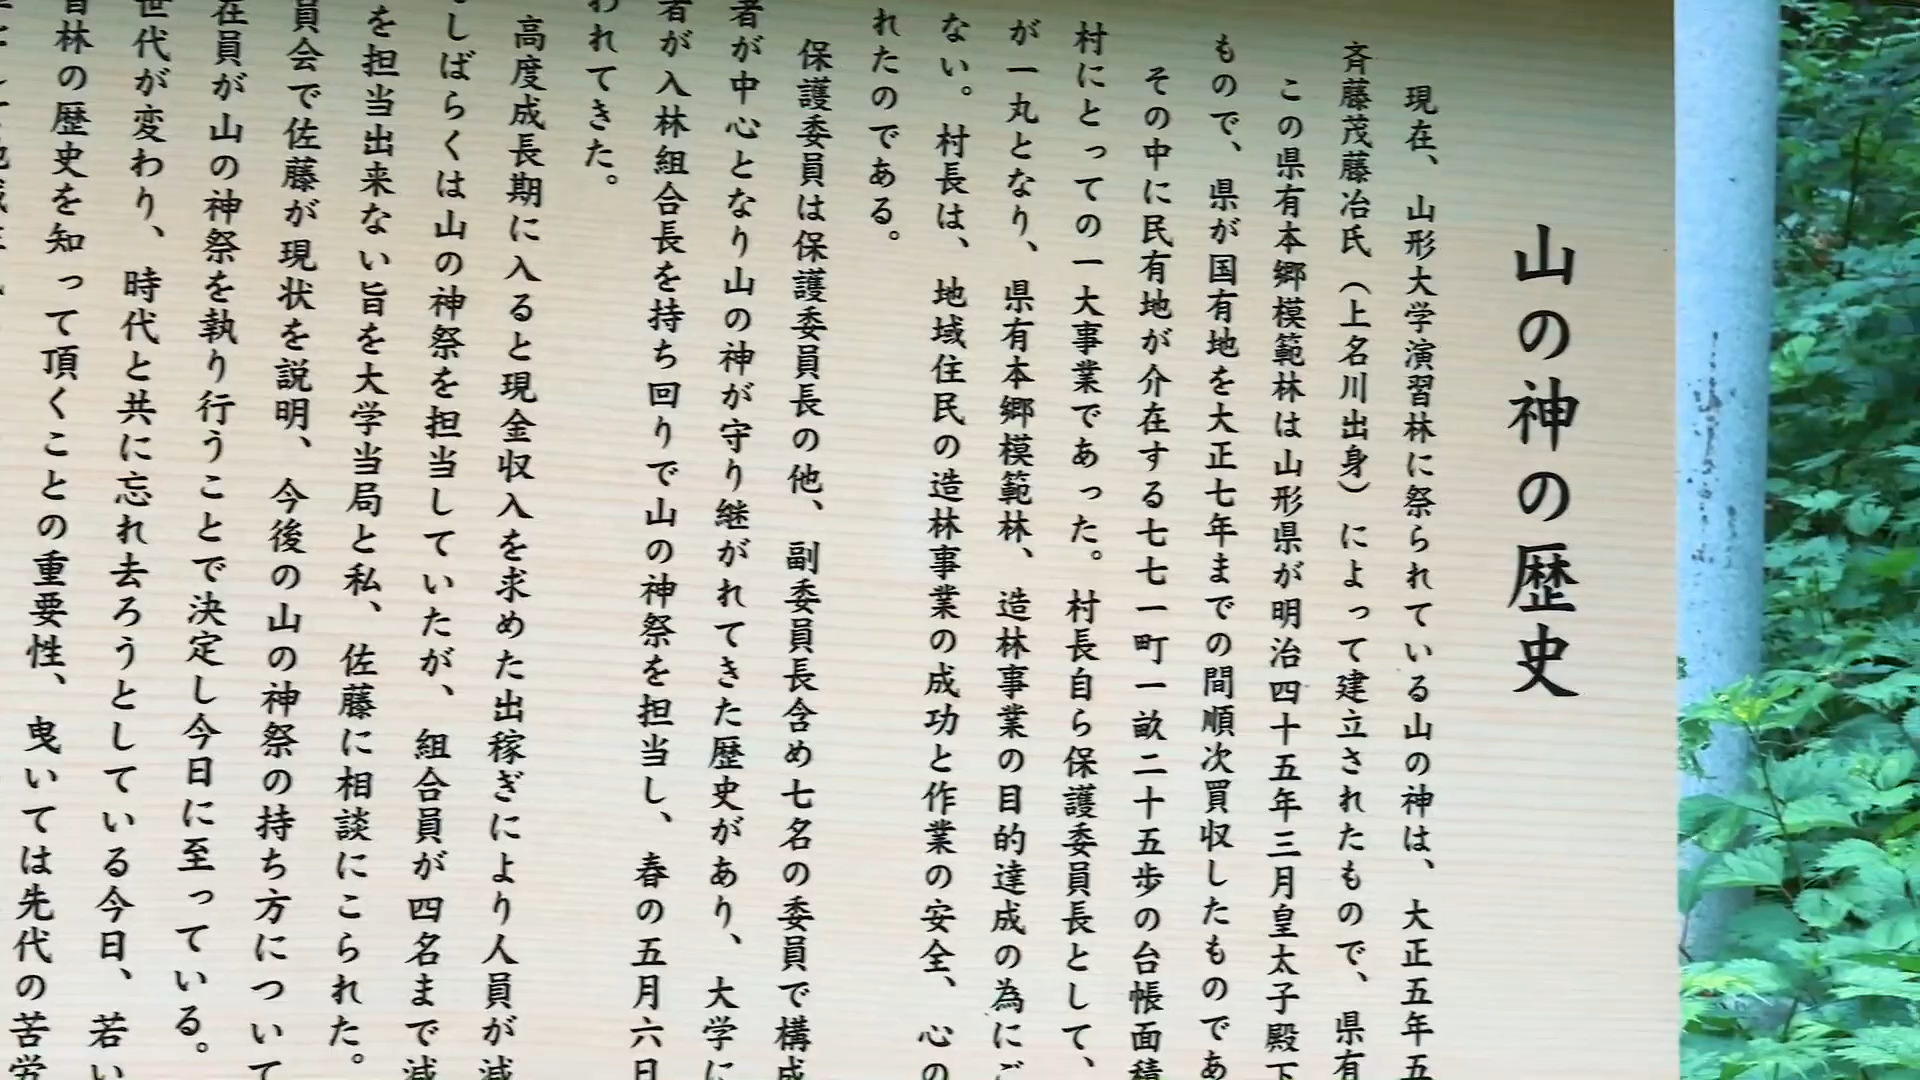 山の神の歴史
現在、山形大学演習林に祭られている山の神は、大正五年五
斉藤茂藤冶氏（上名川出身）によって建立されたもので、県有
この県有本郷模範林は山形県が明治四十五年三月皇太子殿下
もので、県が国有地を大正七年までの間順次買収したものであ
その中に民有地が介在する七七一町一畝二十五歩の台帳面積
村にとっての一大事業であった。村長自ら保護委員長として、
が一丸となり、県有本郷模範林、造林事業の目的達成の為にご
ない。村長は、地域住民の造林事業の成功と作業の安全、心の
れたのである。
保護委員は保護委員長の他、副委員長含め七名の委員で構成
者が中心となり山の神が守り継がれてきた歴史があり、大学に
者が入林組合長を持ち回りで山の神祭を担当し、春の五月六日
われてきた。
高度成長期に入ると現金収入を求めた出稼ぎにより人員が減
しばらくは山の神祭を担当していたが、組合員が四名まで減
を担当出来ない旨を大学当局と私、佐藤に相談にこられた。
員会で佐藤が現状を説明、今後の山の神祭の持ち方について
在員が山の神祭を執り行うことで決定し今日に至っている。
世代が変わり、時代と共に忘れ去ろうとしている今日、若い
習林の歴史を知って頂くことの重要性、曳いては先代の苦労